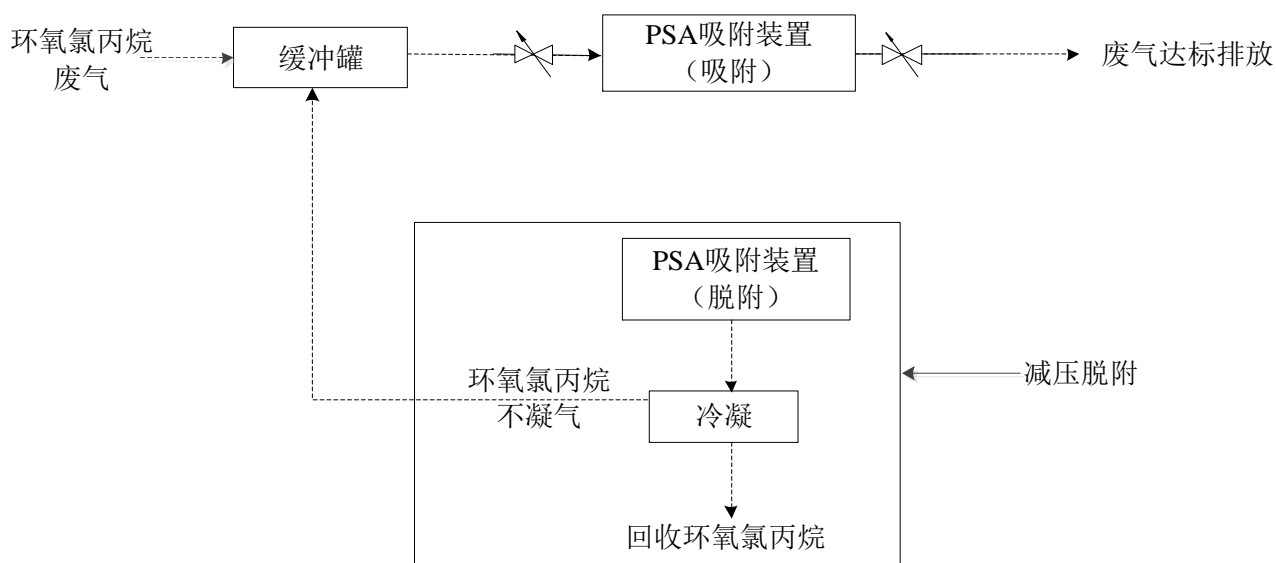 环氧氯丙烷
废气
缓冲罐
PSA吸附装置
（吸附）
废气达标排放
PSA吸附装置
（脱附）
减压脱附
环氧氯丙烷
不凝气
冷凝
回收环氧氯丙烷